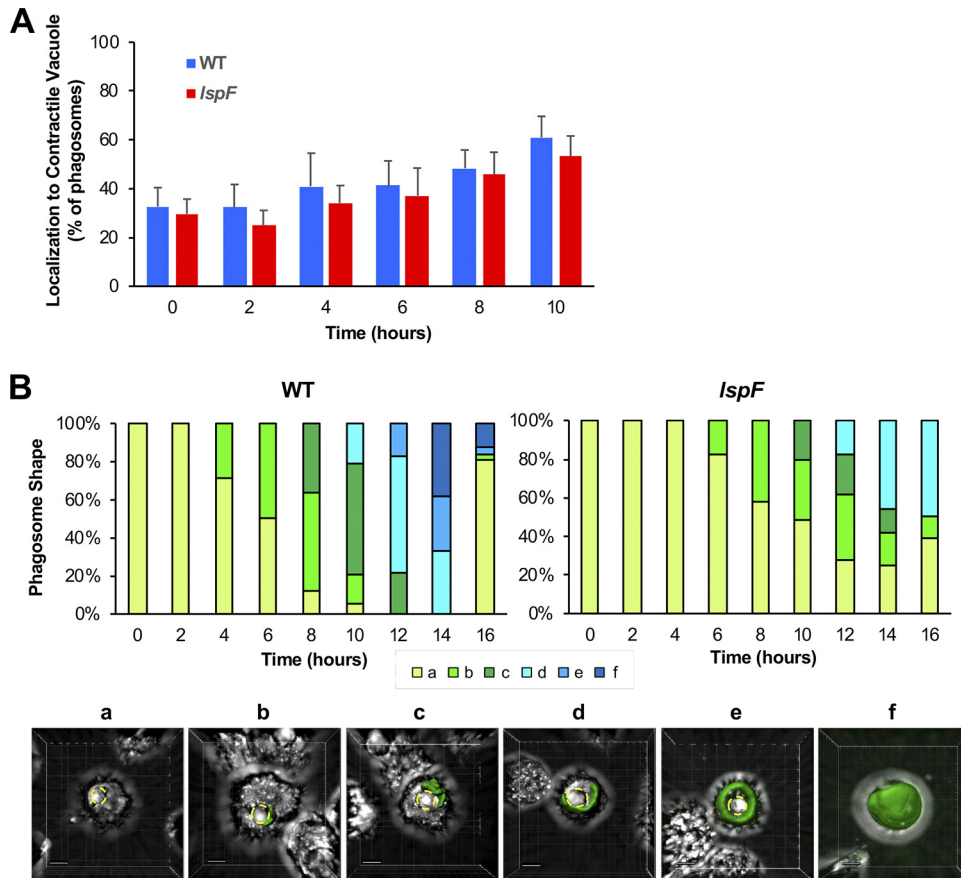 A
Localization to Contractile Vacuole
(% of phagosomes)
100
80
60
40
20
0
WT
lspF
0 2 4 6 8 10
Time (hours)
B
WT
lspF
Phagosome Shape
100%
80%
60%
40%
20%
0%
0 2 4 6 8 10 12 14 16
Time (hours)
100%
80%
60%
40%
20%
0%
0 2 4 6 8 10 12 14 16
Time (hours)
a b c d e f
a b c d e f